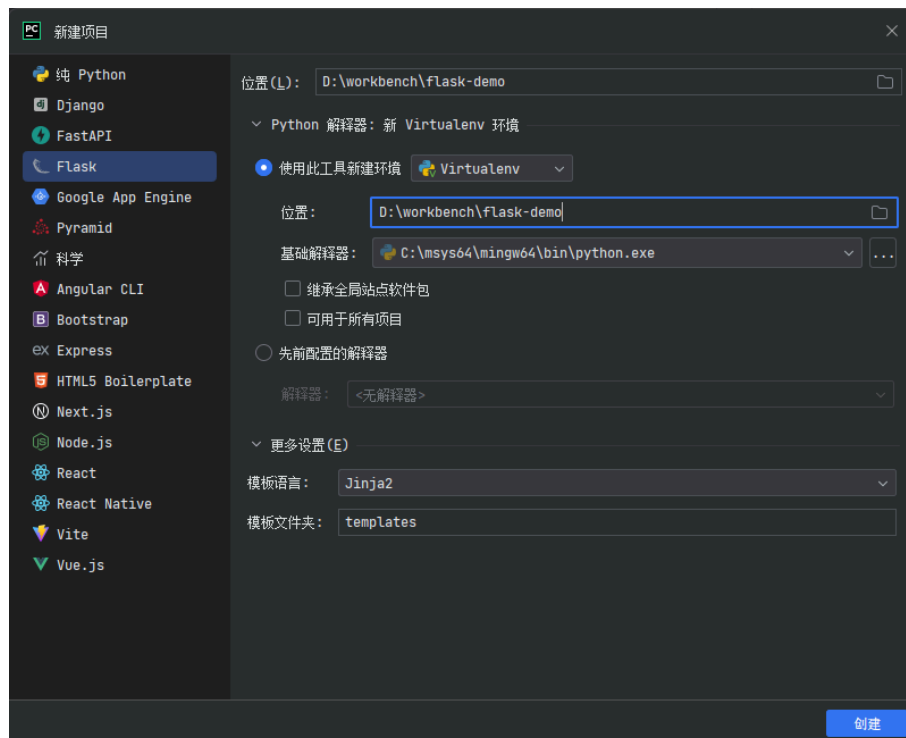 PC 新建项目
纯 Python
dj Django
FastAPI
Flask
Google App Engine
Pyramid
科学
Angular CLI
B Bootstrap
ex Express
HTML5 Boilerplate
N Next.js
JS Node.js
React
React Native
Vite
Vue.js
位置(L): D:\workbench\flask-demo
Python 解释器: 新 Virtualenv 环境
使用此工具新建环境 Virtualenv
位置: D:\workbench\flask-demo
基础解释器: C:\msys64\mingw64\bin\python.exe ...
继承全局站点软件包
可用于所有项目
先前配置的解释器
解释器: <无解释器>
更多设置(E)
模板语言: Jinja2
模板文件夹: templates
创建